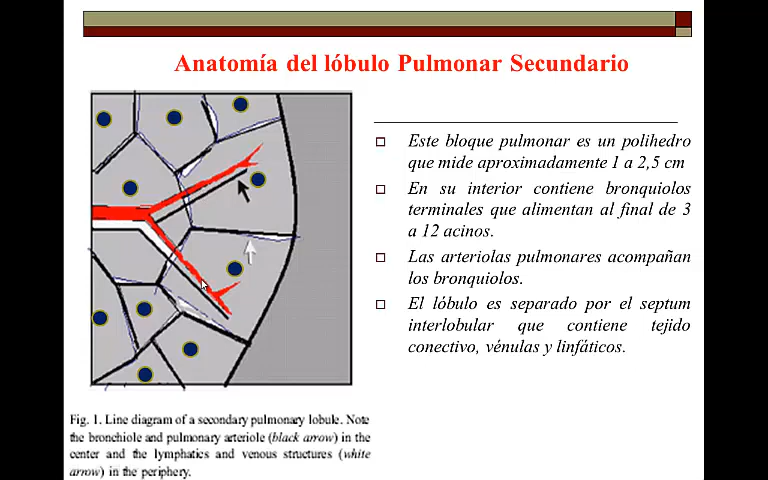 Anatomía del lóbulo Pulmonar Secundario
Este bloque pulmonar es un polihedro
que mide aproximadamente 1 a 2,5 cm
En su interior contiene bronquiolos
terminales que alimentan al final de 3
a 12 acinos.
Las arteriolas pulmonares acompañan
los bronquiolos.
El lóbulo es separado por el septum
interlobular que contiene tejido
conectivo, vénulas y linfáticos.
Fig. 1. Line diagram of a secondary pulmonary lobule. Note
the bronchiole and pulmonary arteriole (black arrow) in the
center and the lymphatics and venous structures (white
arrow) in the periphery.